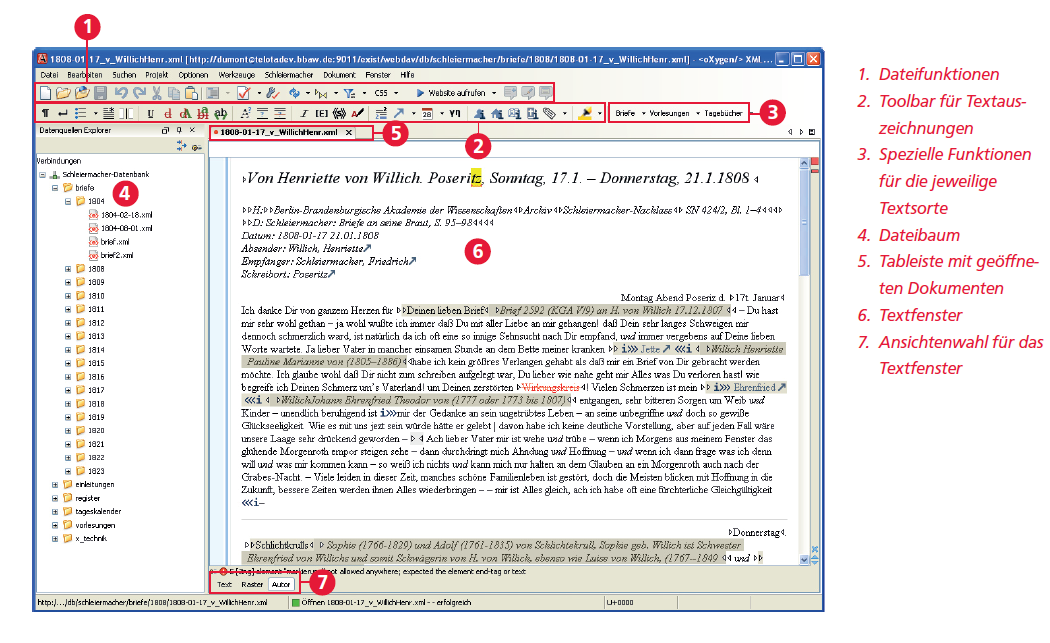 1
1808-01-17_v_WillichHenr.xml [http://dumont@telotadev.bbaw.de:9011/exist/webdav/db/schleiermacher/briefe/1808/1808-01-17_v_WillichHenr.xml] - <oXygen/> XML ...
Datei Bearbeiten Suchen Projekt Optionen Werkzeuge Schleiermacher Dokument Fenster Hilfe
CSS Website aufrufen
U d dA ab A² I [E] 28
Briefe Vorlesungen Tagebücher
3
Datenquellen Explorer
1808-01-17_v_WillichHenr.xml
5
2
Verbindungen
Schleiermacher-Datenbank
briefe
4
1804
1804-02-18.xml
1804-08-01.xml
brief.xml
brief2.xml
1808
1809
1810
1811
1812
1813
1814
1815
1816
1817
1818
1819
1820
1821
1822
1823
einleitungen
register
tageskalender
vorlesungen
x_technik
Von Henriette von Willich. Poseritz, Sonntag, 17.1. – Donnerstag, 21.1.1808
H: Berlin-Brandenburgische Akademie der Wissenschaften Archiv Schleiermacher-Nachlass SN 424/2, Bl. 1–4
D: Schleiermacher: Briefe an seine Braut, S. 95–98
Datum: 1808-01-17 21.01.1808
Absender: Willich, Henriette
6
Empfänger: Schleiermacher, Friedrich
Schreibort: Poseritz
Montag Abend Poseriz d. 17t. Januar
Ich danke Dir von ganzem Herzen für Deinen lieben Brief Brief 2592 (KGA V/9) an H. von Willich 17.12.1807 – Du hast
mir sehr wohl gethan – ja wohl wußte ich immer daß Du mit aller Liebe an mir gehangen! daß Dein sehr langes Schweigen mir
dennoch schmerzlich ward, ist natürlich da ich oft eine so innige Sehnsucht nach Dir empfand, und immer vergebens auf Deine lieben
Worte wartete. Ja lieber Vater in mancher einsamen Stunde an dem Bette meiner kranken i Jette i Willich Henriette
Pauline Marianne von (1805–1886) habe ich kein größres Verlangen gehabt als daß mir ein Brief von Dir gebracht werden
möchte. Ich glaube wohl daß Dir nicht zum schreiben aufgelegt war, Du lieber wie nahe geht mir Alles was Du verloren hast! wie
begreife ich Deinen Schmerz um's Vaterland! um Deinen zerstörten Wirkungskreis! Vielen Schmerzen ist mein i Ehrenfried
i WillichJohann Ehrenfried Theodor von (1777 oder 1773 bis 1807) entgangen, sehr bitteren Sorgen um Weib und
Kinder – unendlich beruhigend ist i mir der Gedanke an sein ungetrübtes Leben – an seine unbegriffne und doch so gewiße
Glückseeligkeit. Wie es mit uns jezt sein würde hätte er gelebt | davon habe ich keine deutliche Vorstellung, aber auf jeden Fall wäre
unsere Laage sehr drückend geworden – Ach lieber Vater mir ist wehe und trübe – wenn ich Morgens aus meinem Fenster das
glühende Morgenroth empor steigen sehe – dann durchdringt mich Ahndung und Hoffnung – und wenn ich dann frage was ich denn
will und was mir kommen kann – so weiß ich nichts und kann mich nur halten an dem Glauben an ein Morgenroth auch nach der
Grabes-Nacht. – Viele leiden in dieser Zeit, manches schöne Familienleben ist gestört, doch die Meisten blicken mit Hoffnung in die
Zukunft, bessere Zeiten werden ihnen Alles wiederbringen – – mir ist Alles gleich, ach ich habe oft eine fürchterliche Gleichgültigkeit
i–
Donnerstag
Schlichtkrulls Sophie (1766-1829) und Adolf (1761-1835) von Schlichtekrull, Sophie geb. Willich ist Schwester
Ehrenfried von Willichs und somit Schwägerin von H. von Willich, ebenso wie Luise von Willich, (1767–1849 und
allowed anywhere; expected the element end-tag or text
7
Text Raster Autor
http:/.../db/schleiermacher/briefe/1808/1808-01-17_v_WillichHenr.xml Öffnen 1808-01-17_v_WillichHenr.xml -- erfolgreich U+0000
1. Dateifunktionen
2. Toolbar für Textaus-
zeichnungen
3. Spezielle Funktionen
für die jeweilige
Textsorte
4. Dateibaum
5. Tableiste mit geöffne-
ten Dokumenten
6. Textfenster
7. Ansichtenwahl für das
Textfenster